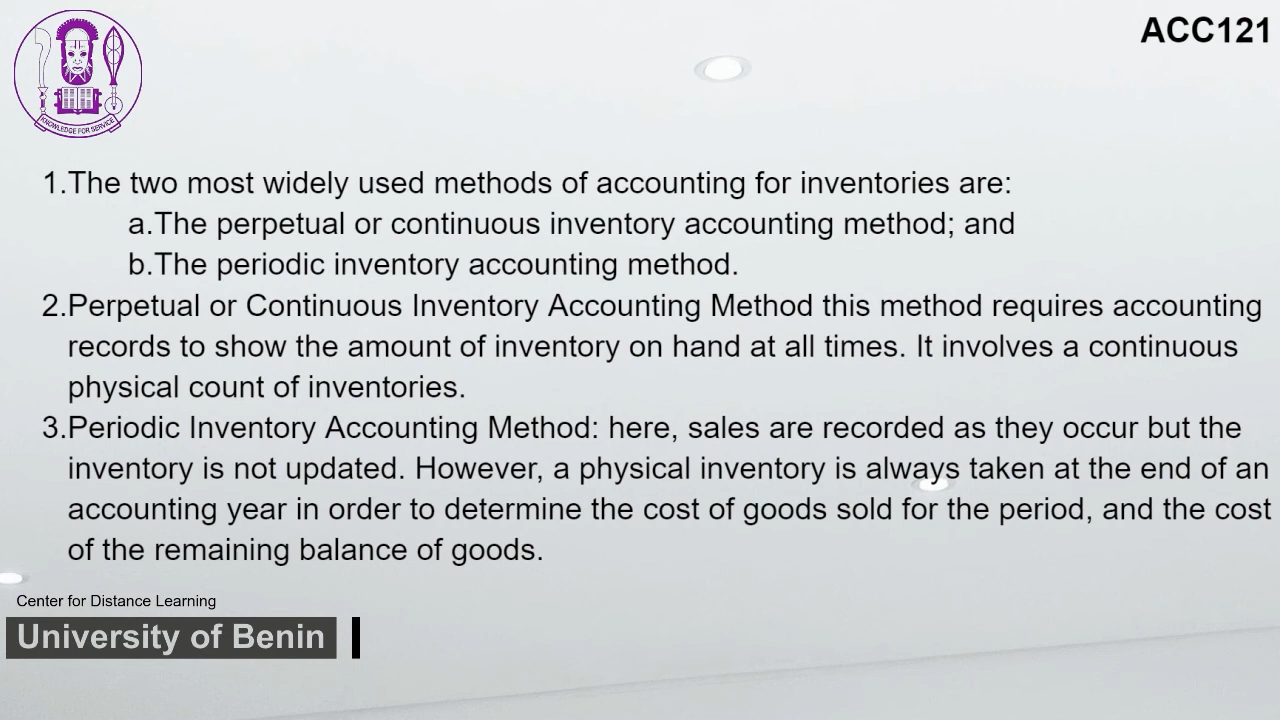 ACC121
KNOWLEDGE FOR SERVICE
1.The two most widely used methods of accounting for inventories are:
a.The perpetual or continuous inventory accounting method; and
b.The periodic inventory accounting method.
2.Perpetual or Continuous Inventory Accounting Method this method requires accounting
records to show the amount of inventory on hand at all times. It involves a continuous
physical count of inventories.
3.Periodic Inventory Accounting Method: here, sales are recorded as they occur but the
inventory is not updated. However, a physical inventory is always taken at the end of an
accounting year in order to determine the cost of goods sold for the period, and the cost
of the remaining balance of goods.
Center for Distance Learning
University of Benin